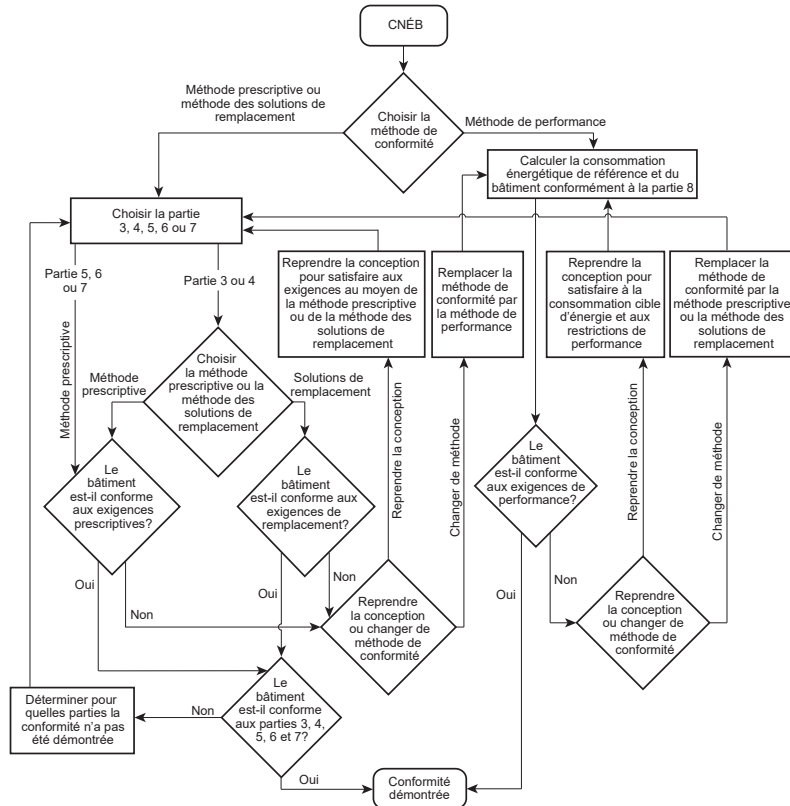 CNÉB
Méthode prescriptive ou
méthode des solutions de
remplacement
Choisir la
méthode de
conformité
Méthode de performance
Calculer la consommation
énergétique de référence et du
bâtiment conformément à la partie 8
Choisir la partie
3, 4, 5, 6 ou 7
Partie 5, 6
ou 7
Partie 3 ou 4
Reprendre la conception
pour satisfaire aux
exigences au moyen de
la méthode prescriptive
ou de la méthode des
solutions de
remplacement
Remplacer la
méthode de
conformité par
la méthode de
performance
Reprendre la
conception pour
satisfaire à la
consommation cible
d'énergie et aux
restrictions de
performance
Remplacer la
méthode de
conformité par la
méthode prescriptive
ou la méthode des
solutions de
remplacement
Méthode prescriptive
Méthode
prescriptive
Choisir
la méthode
prescriptive ou la
méthode des
solutions de
remplacement
Solutions de
remplacement
Reprendre la conception
Changer de méthode
Reprendre la conception
Changer de méthode
Le
bâtiment
est-il conforme
aux exigences
prescriptives?
Le
bâtiment
est-il conforme aux
exigences de
remplacement?
Le
bâtiment
est-il conforme
aux exigences de
performance?
Oui
Non
Oui
Non
Reprendre
la conception
ou changer de
méthode de
conformité
Oui
Non
Reprendre
la conception
ou changer de
méthode de
conformité
Déterminer pour
quelles parties la
conformité n'a pas
été démontrée
Non
Le
bâtiment
est-il conforme
aux parties 3, 4,
5, 6 et 7?
Oui
Conformité
démontrée